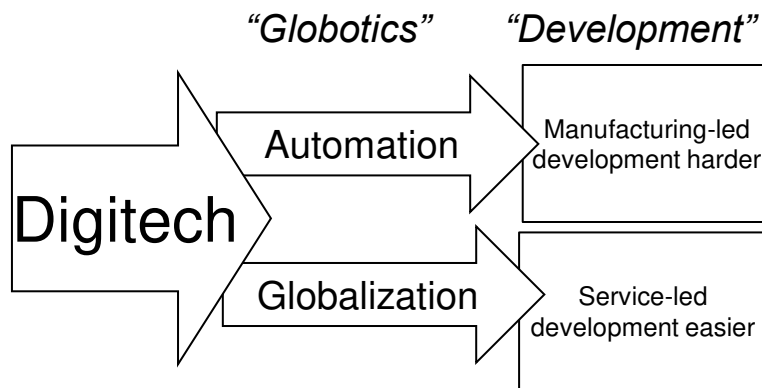 “Globotics” “Development”
Digitech
Automation
Manufacturing-led
development harder
Globalization
Service-led
development easier